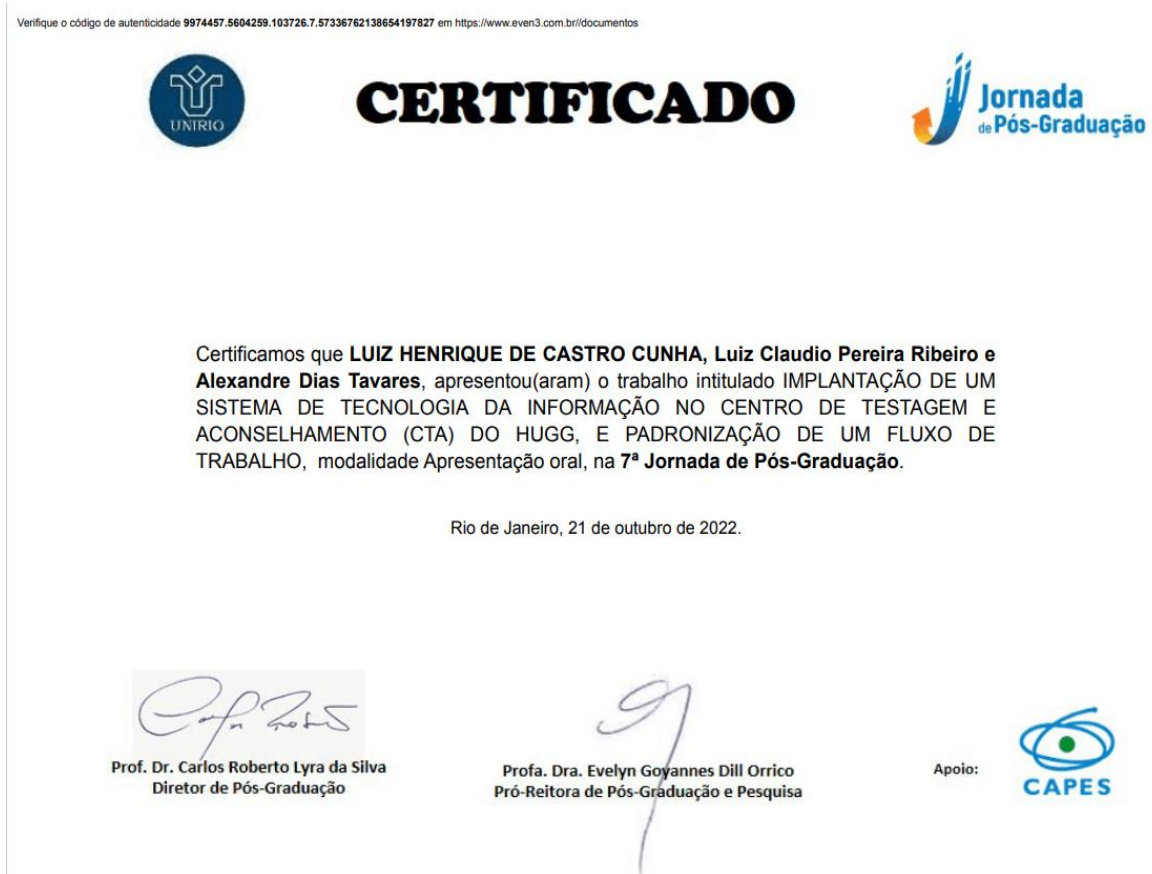 Verifique o código de autenticidade 9974457.5604259.103726.7.57336762138654197827 em https://www.even3.com.br//documentos
UNIRIO
CERTIFICADO
Jornada
de Pós-Graduação
Certificamos que LUIZ HENRIQUE DE CASTRO CUNHA, Luiz Claudio Pereira Ribeiro e
Alexandre Dias Tavares, apresentou(aram) o trabalho intitulado IMPLANTAÇÃO DE UM
SISTEMA DE TECNOLOGIA DA INFORMAÇÃO NO CENTRO DE TESTAGEM E
ACONSELHAMENTO (CTA) DO HUGG, E PADRONIZAÇÃO DE UM FLUXO DE
TRABALHO, modalidade Apresentação oral, na 7ª Jornada de Pós-Graduação.
Rio de Janeiro, 21 de outubro de 2022.
Prof. Dr. Carlos Roberto Lyra da Silva
Diretor de Pós-Graduação
Profa. Dra. Evelyn Goyannes Dill Orrico
Pró-Reitora de Pós-Graduação e Pesquisa
Apoio:
CAPES